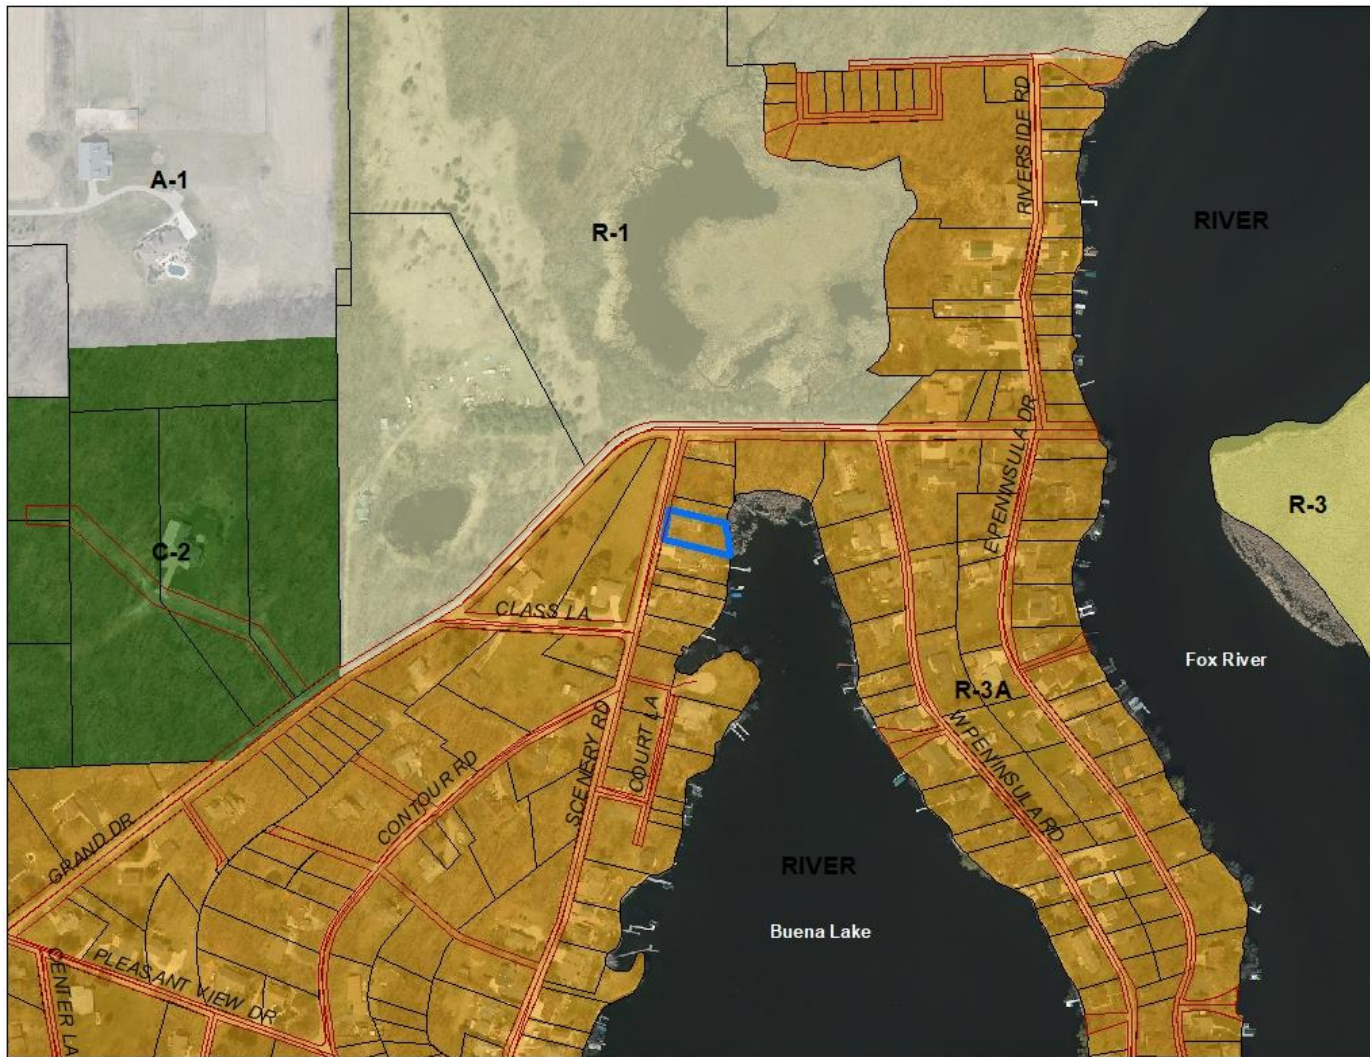 RIVERSIDE RD
A-1
RIVER
R-1
E PENINSULA DR
R-3
C-2
CLASS LA
Fox River
R-3A
SCENERY RD
COURT LA
CONTOUR RD
W PENINSULA RD
GRAND DR
RIVER
Buena Lake
PLEASANT VIEW DR
CENTER LA